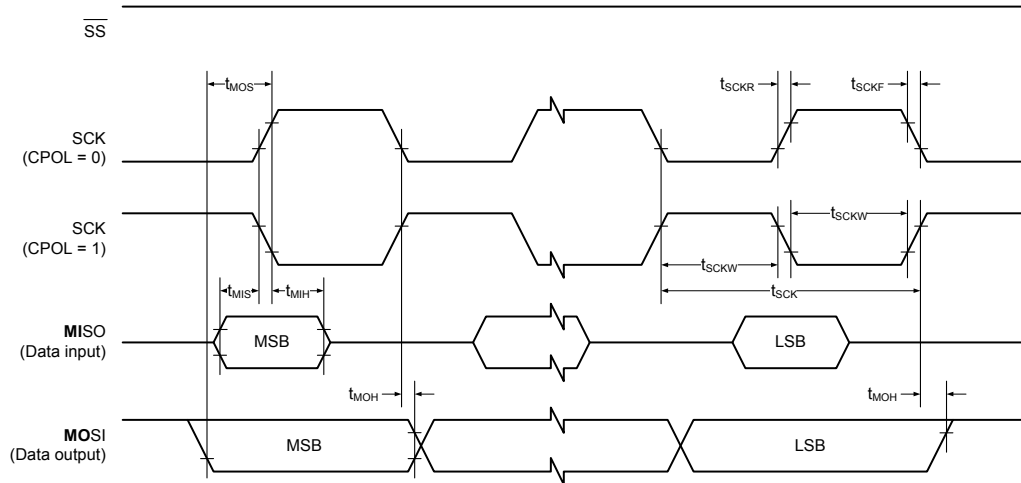 SS
tMOS
tSCKR
tSCKF
SCK
(CPOL = 0)
SCK
(CPOL = 1)
tSCKW
tSCKW
tSCK
tMIS
tMIH
MISO
(Data input)
MSB
LSB
tMOH
tMOH
MOSI
(Data output)
MSB
LSB